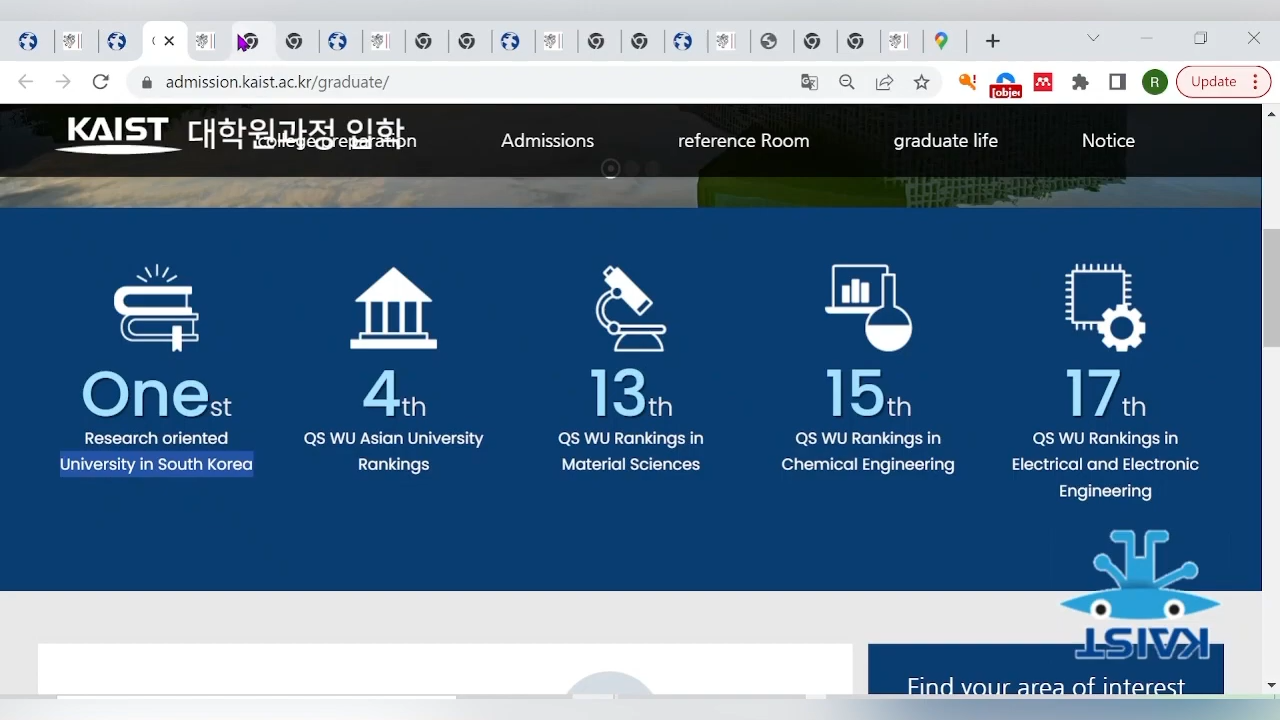 admission.kaist.ac.kr/graduate/
[objec
R
Update
KAIST
대학원과정 입학
college preparation
Admissions
reference Room
graduate life
Notice
Onest
Research oriented
University in South Korea
4th
QS WU Asian University
Rankings
13th
QS WU Rankings in
Material Sciences
15th
QS WU Rankings in
Chemical Engineering
17th
QS WU Rankings in
Electrical and Electronic
Engineering
KAIST
Find your area of interest